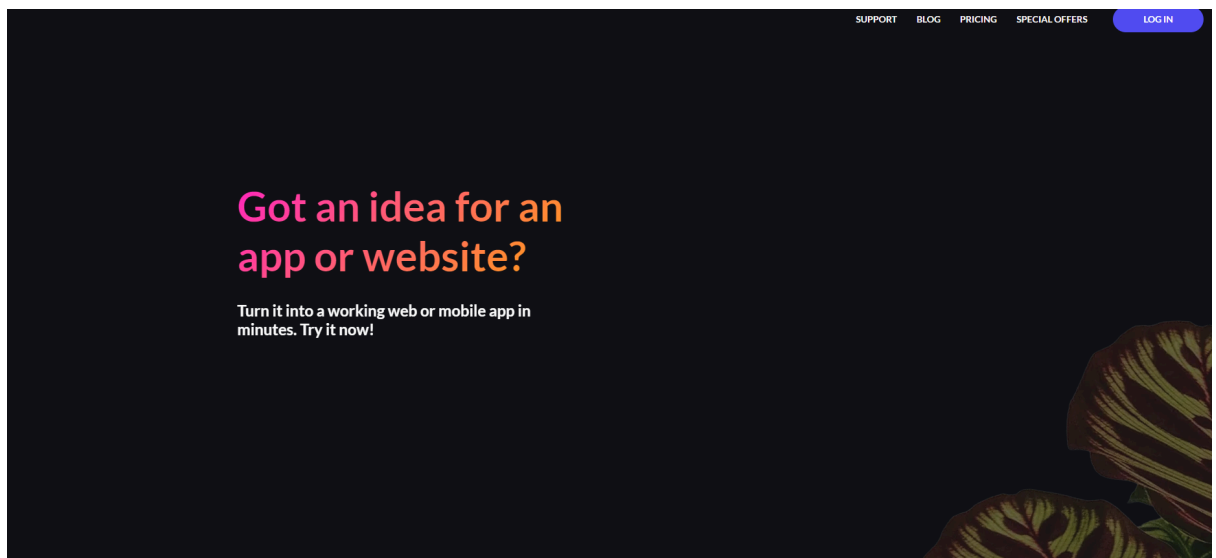 SUPPORT BLOG PRICING SPECIAL OFFERS LOG IN
Got an idea for an
app or website?
Turn it into a working web or mobile app in
minutes. Try it now!